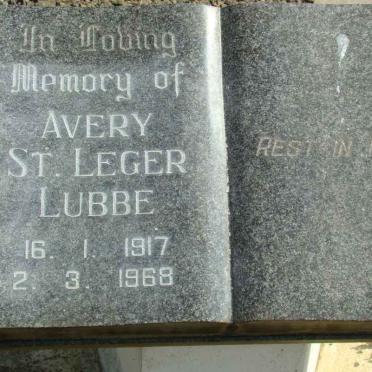 In Loving
Memory of
AVERY
ST. LEGER
LUBBE
16. 1. 1917
2. 3. 1968
REST IN